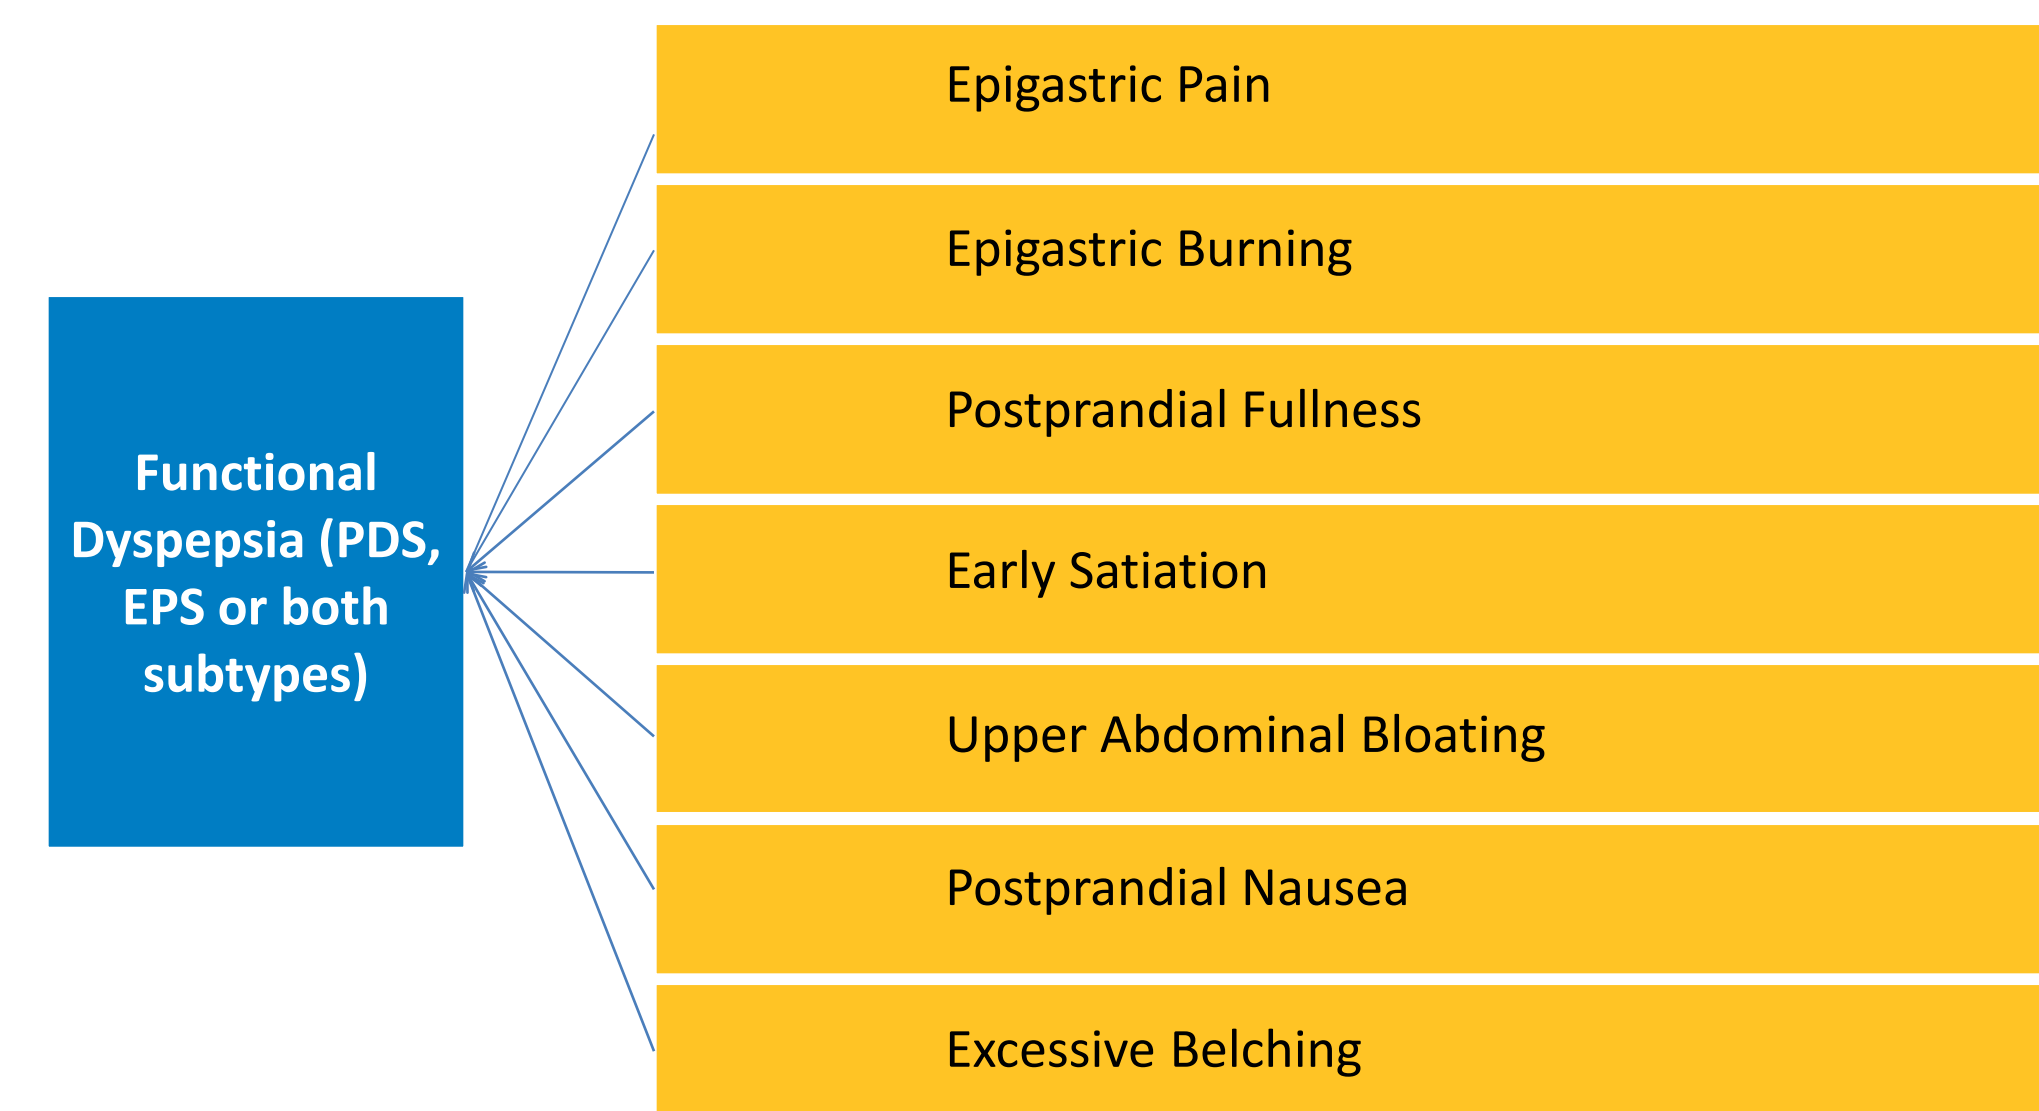 Functional
Dyspepsia (PDS,
EPS or both
subtypes)
Epigastric Pain
Epigastric Burning
Postprandial Fullness
Early Satiation
Upper Abdominal Bloating
Postprandial Nausea
Excessive Belching